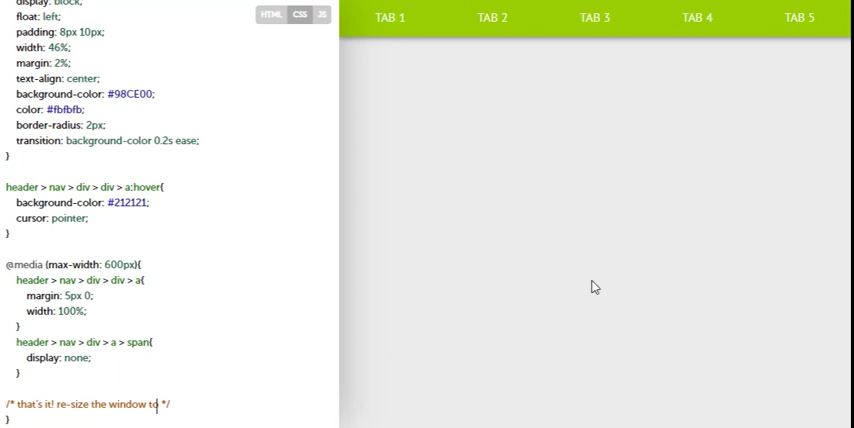 display: block;
float: left;
padding: 8px 10px;
width: 46%;
margin: 2%;
text-align: center;
background-color: #98CE00;
color: #fbfbfb;
border-radius: 2px;
transition: background-color 0.2s ease;
}
header > nav > div > div > a:hover{
background-color: #212121;
cursor: pointer;
}
@media (max-width: 600px){
header > nav > div > div > a{
margin: 5px 0;
width: 100%;
}
header > nav > div > a > span{
display: none;
}
/* that's it! re-size the window to */
}
HTML CSS JS
TAB 1 TAB 2 TAB 3 TAB 4 TAB 5